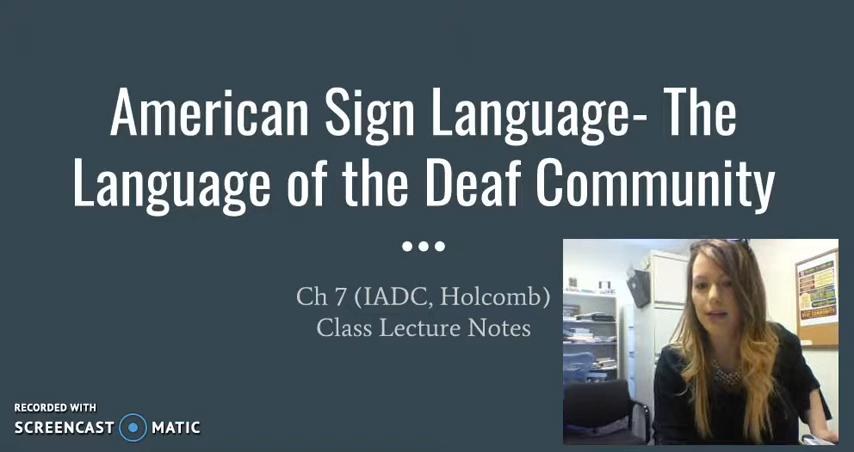 American Sign Language- The
Language of the Deaf Community
Ch 7 (IADC, Holcomb)
Class Lecture Notes
RECORDED WITH
SCREENCAST MATIC